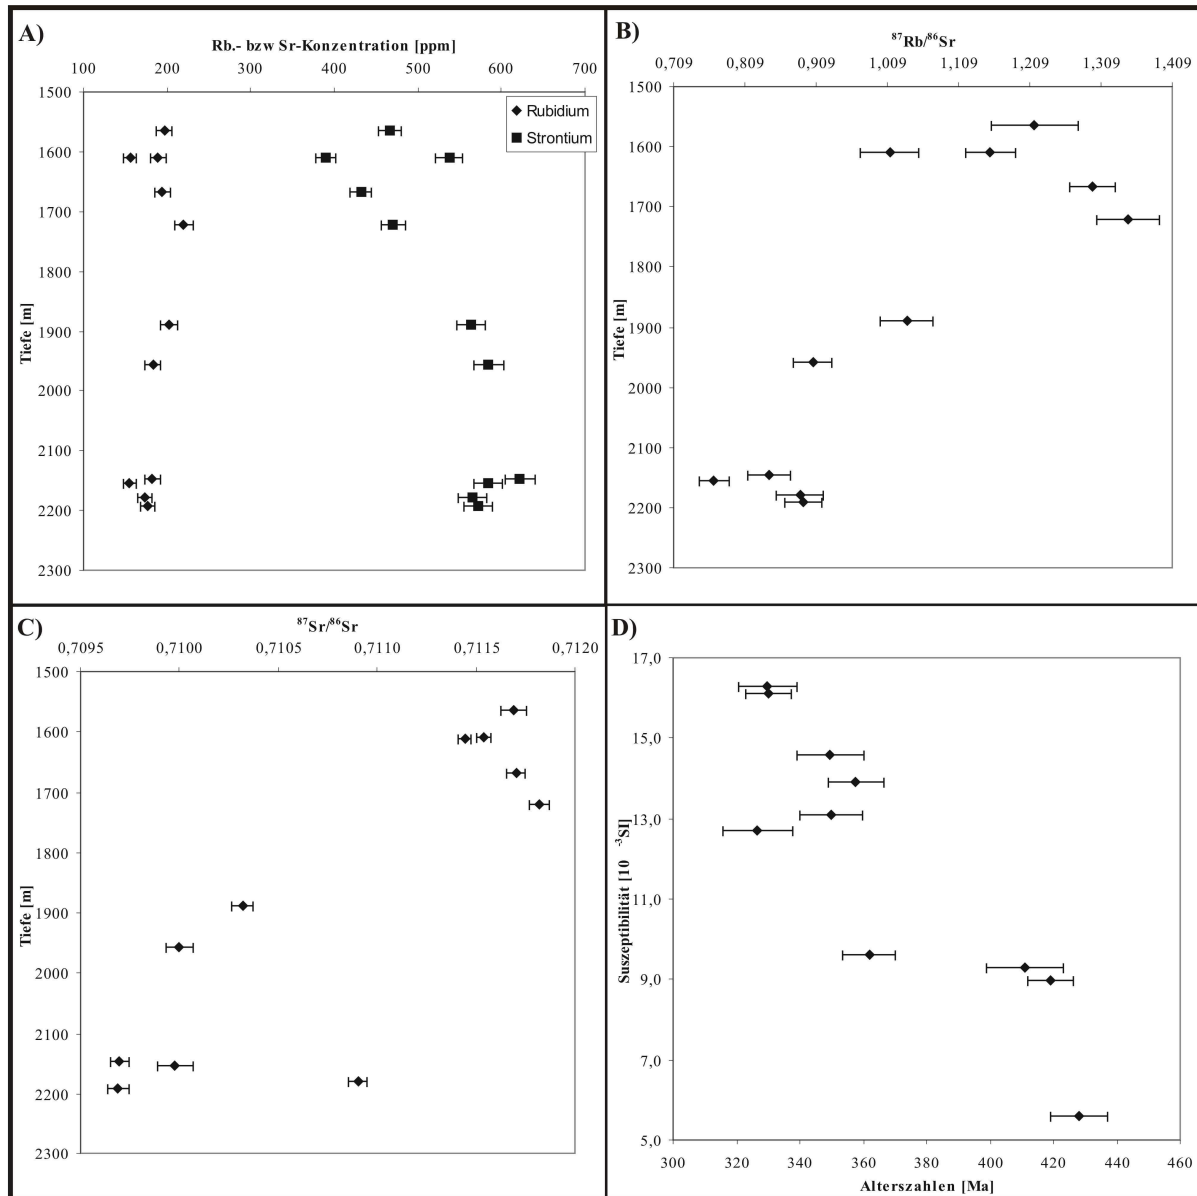 A)
Rb.- bzw Sr-Konzentration [ppm]
100 200 300 400 500 600 700
1500
1600
1700
1800
1900
2000
2100
2200
2300
Tiefe [m]
Rubidium
Strontium
B)
87Rb/86Sr
0,709 0,809 0,909 1,009 1,109 1,209 1,309 1,409
1500
1600
1700
1800
1900
2000
2100
2200
2300
Tiefe [m]
C)
87Sr/86Sr
0,7095 0,7100 0,7105 0,7110 0,7115 0,7120
1500
1600
1700
1800
1900
2000
2100
2200
2300
Tiefe [m]
D)
17,0
15,0
13,0
11,0
9,0
7,0
5,0
Suszeptibilität [10 -3SI]
300 320 340 360 380 400 420 440 460
Alterszahlen [Ma]